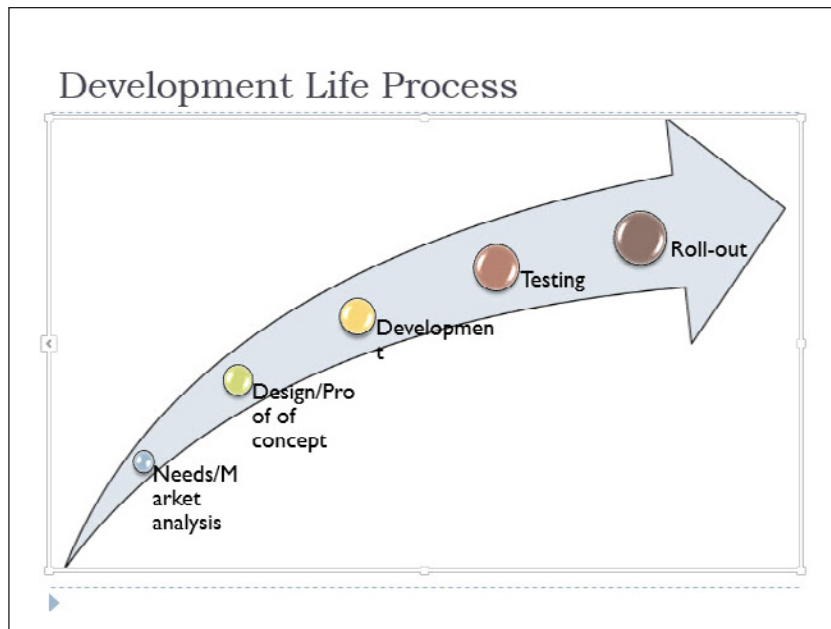 Development Life Process
Roll-out
Testing
Developmen
t
Design/Pro
of of
concept
Needs/M
arket
analysis